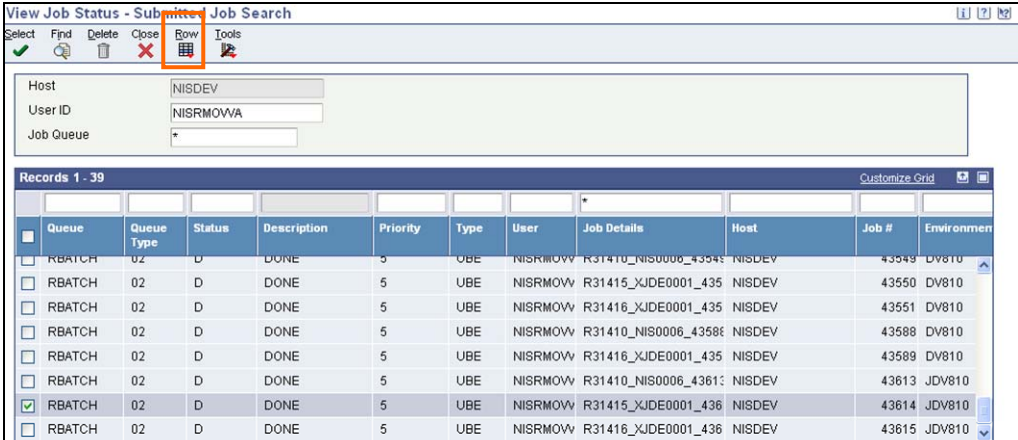 View Job Status - Submitted Job Search
Select Find Delete Close Row Tools
Host NISDEV
User ID NISRMOVVA
Job Queue *
Records 1 - 39 Customize Grid
*
Queue Queue Type Status Description Priority Type User Job Details Host Job # Environmen
RBATCH 02 D DONE 5 UBE NISRMOVV R31410_NIS0006_43549 NISDEV 43549 DV810
RBATCH 02 D DONE 5 UBE NISRMOVV R31415_XJDE0001_435 NISDEV 43550 DV810
RBATCH 02 D DONE 5 UBE NISRMOVV R31416_XJDE0001_435 NISDEV 43551 DV810
RBATCH 02 D DONE 5 UBE NISRMOVV R31410_NIS0006_43588 NISDEV 43588 DV810
RBATCH 02 D DONE 5 UBE NISRMOVV R31416_XJDE0001_435 NISDEV 43589 DV810
RBATCH 02 D DONE 5 UBE NISRMOVV R31410_NIS0006_43613 NISDEV 43613 JDV810
RBATCH 02 D DONE 5 UBE NISRMOVV R31415_XJDE0001_436 NISDEV 43614 JDV810
RBATCH 02 D DONE 5 UBE NISRMOVV R31416_XJDE0001_436 NISDEV 43615 JDV810